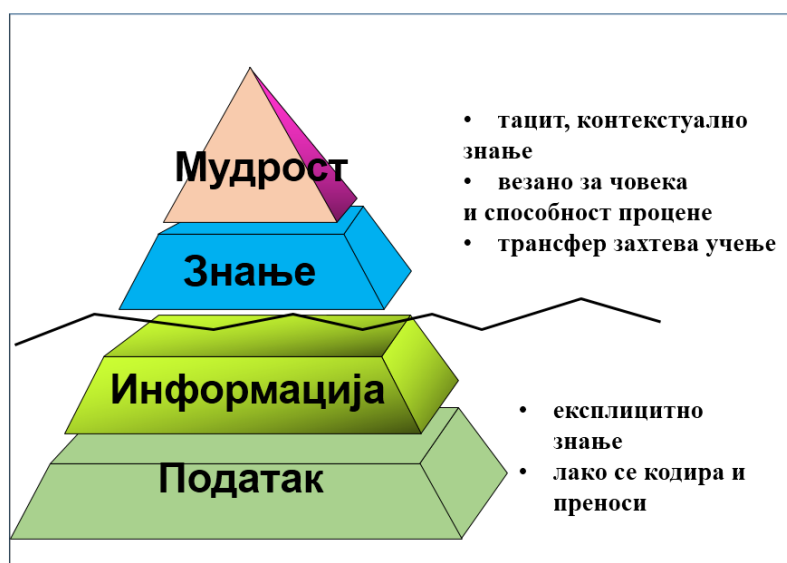 Мудрост
Знање
Информација
Податак
• тацит, контекстуално
знање
• везано за човека
и способност процене
• трансфер захтева учење
• експлицитно
знање
• лако се кодира и
преноси